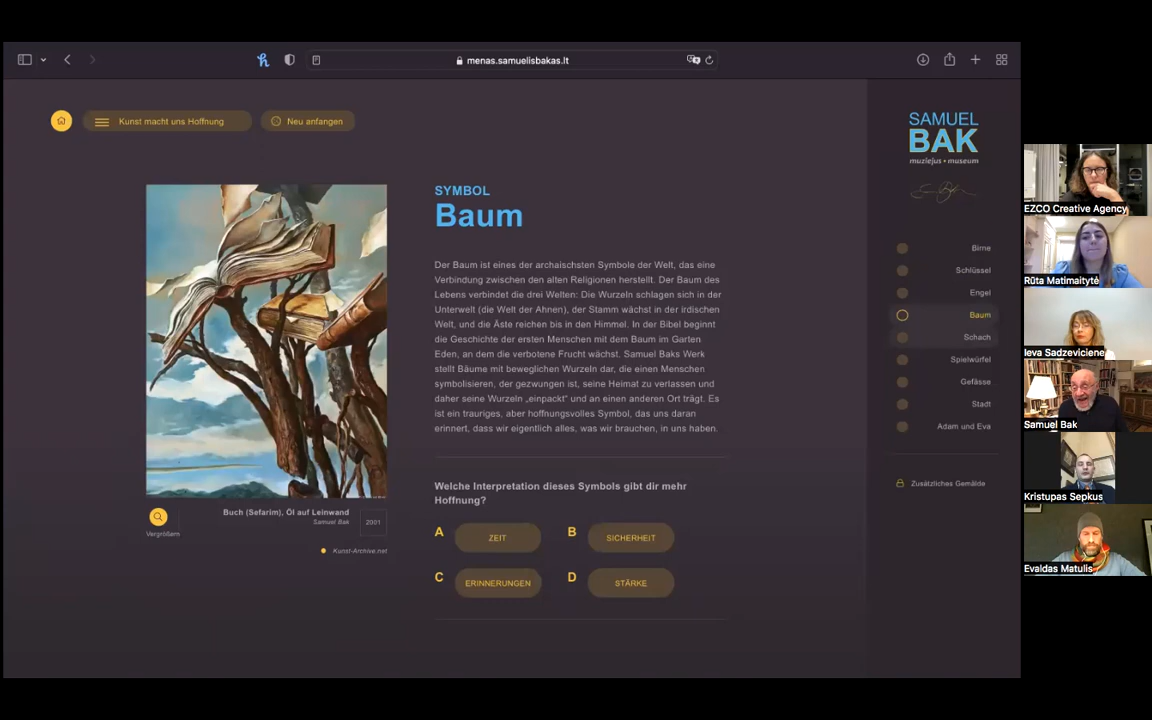 menas.samuelisbakas.lt
Kunst macht uns Hoffnung
Neu anfangen
SAMUEL
BAK
muziejus • museum
SYMBOL
Baum
Der Baum ist eines der archaischsten Symbole der Welt, das eine
Verbindung zwischen den alten Religionen herstellt. Der Baum des
Lebens verbindet die drei Welten: Die Wurzeln schlagen sich in der
Unterwelt (die Welt der Ahnen), der Stamm wächst in der irdischen
Welt, und die Äste reichen bis in den Himmel. In der Bibel beginnt
die Geschichte der ersten Menschen mit dem Baum im Garten
Eden, an dem die verbotene Frucht wächst. Samuel Baks Werk
stellt Bäume mit beweglichen Wurzeln dar, die einen Menschen
symbolisieren, der gezwungen ist, seine Heimat zu verlassen und
daher seine Wurzeln „einpackt“ und an einen anderen Ort trägt. Es
ist ein trauriges, aber hoffnungsvolles Symbol, das uns daran
erinnert, dass wir eigentlich alles, was wir brauchen, in uns haben.
Welche Interpretation dieses Symbols gibt dir mehr
Hoffnung?
A ZEIT
B SICHERHEIT
C ERINNERUNGEN
D STÄRKE
Vergrößern
Buch (Sefarim), Öl auf Leinwand
Samuel Bak
2001
Kunst-Archive.net
Birne
Schlüssel
Engel
Baum
Schach
Spielwürfel
Gefässe
Stadt
Adam und Eva
Zusätzliches Gemälde
EZCO Creative Agency
Rūta Matimaitytė
Ieva Sadzeviciene
Samuel Bak
Kristupas Sepkus
Evaldas Matulis